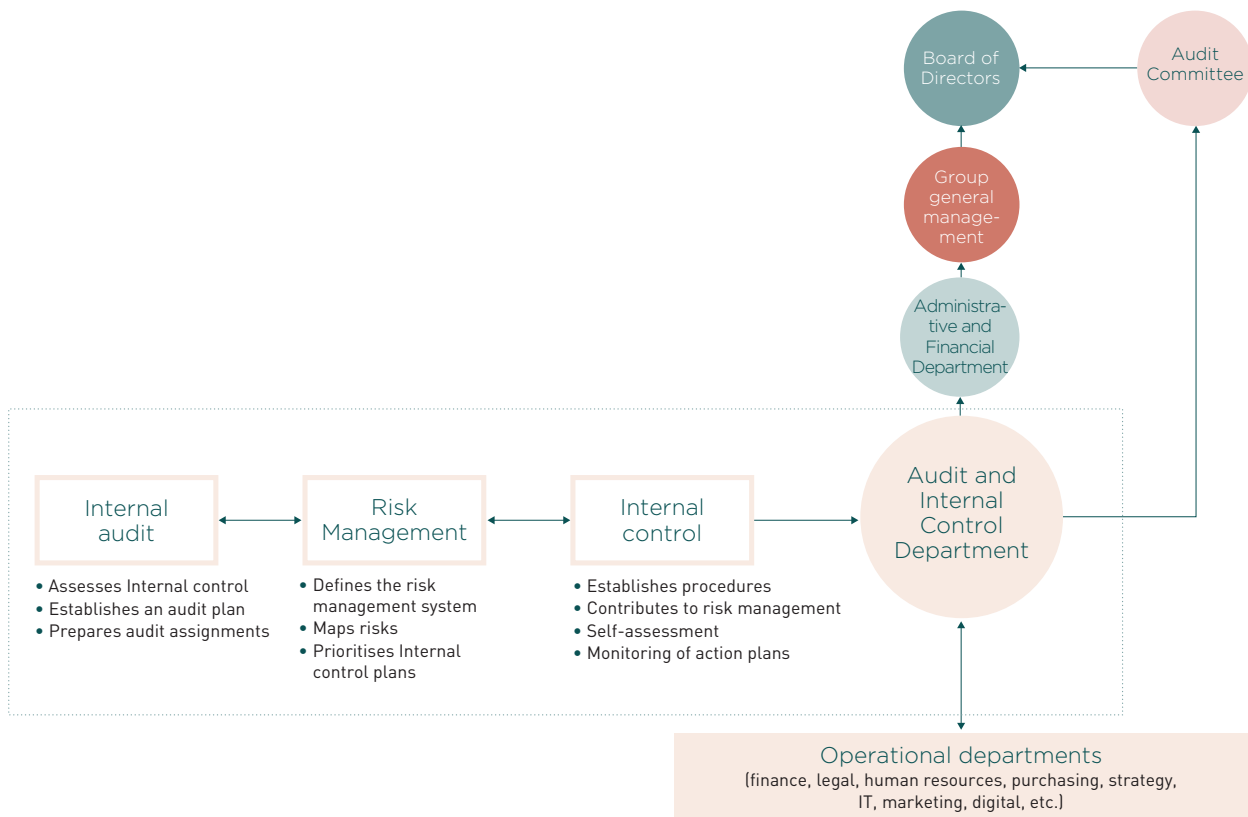 Board of
Directors
Audit
Committee
Group
general
manage-
ment
Administra-
tive and
Financial
Department
Internal
audit
• Assesses Internal control
• Establishes an audit plan
• Prepares audit assignments
Risk
Management
• Defines the risk
management system
• Maps risks
• Prioritises Internal
control plans
Internal
control
• Establishes procedures
• Contributes to risk management
• Self-assessment
• Monitoring of action plans
Audit and
Internal
Control
Department
Operational departments
(finance, legal, human resources, purchasing, strategy,
IT, marketing, digital, etc.)